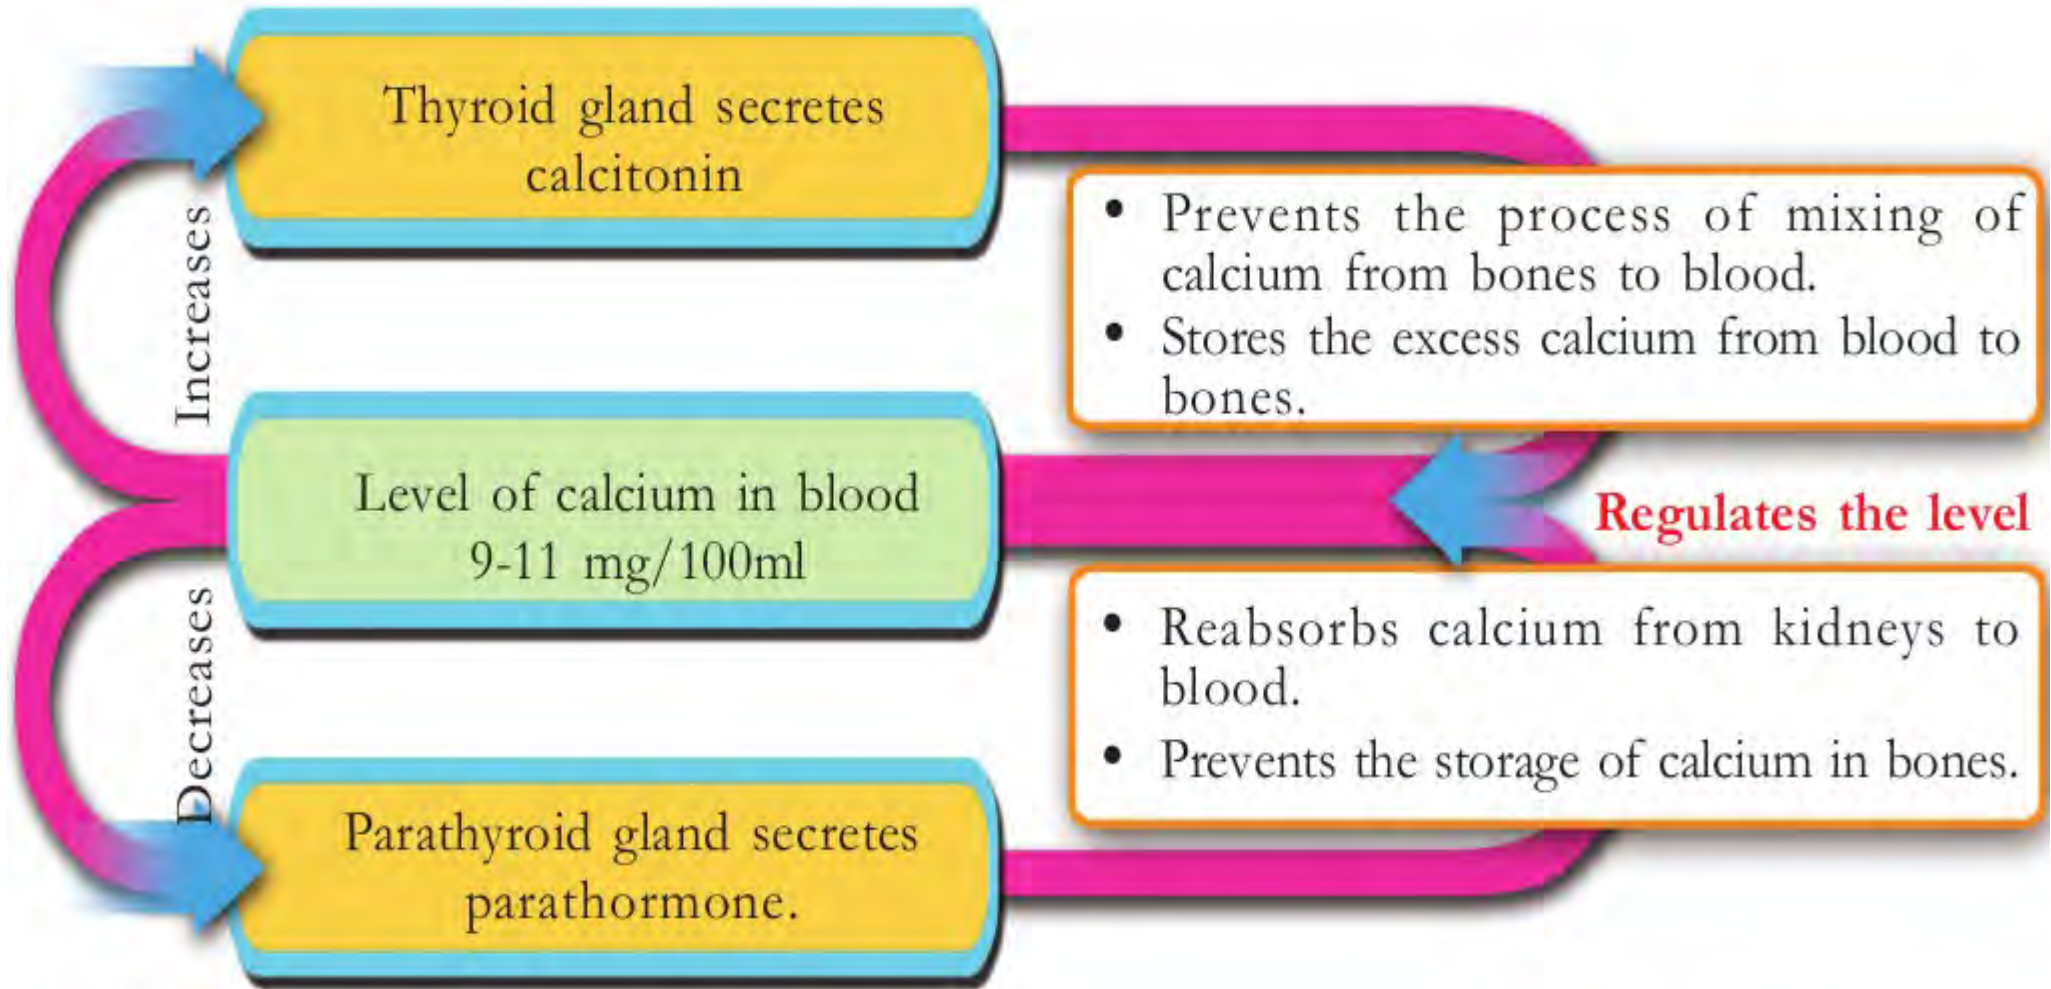 Thyroid gland secretes
calcitonin
Increases
• Prevents the process of mixing of
calcium from bones to blood.
• Stores the excess calcium from blood to
bones.
Level of calcium in blood
9-11 mg/100ml
Regulates the level
Decreases
• Reabsorbs calcium from kidneys to
blood.
• Prevents the storage of calcium in bones.
Parathyroid gland secretes
parathormone.